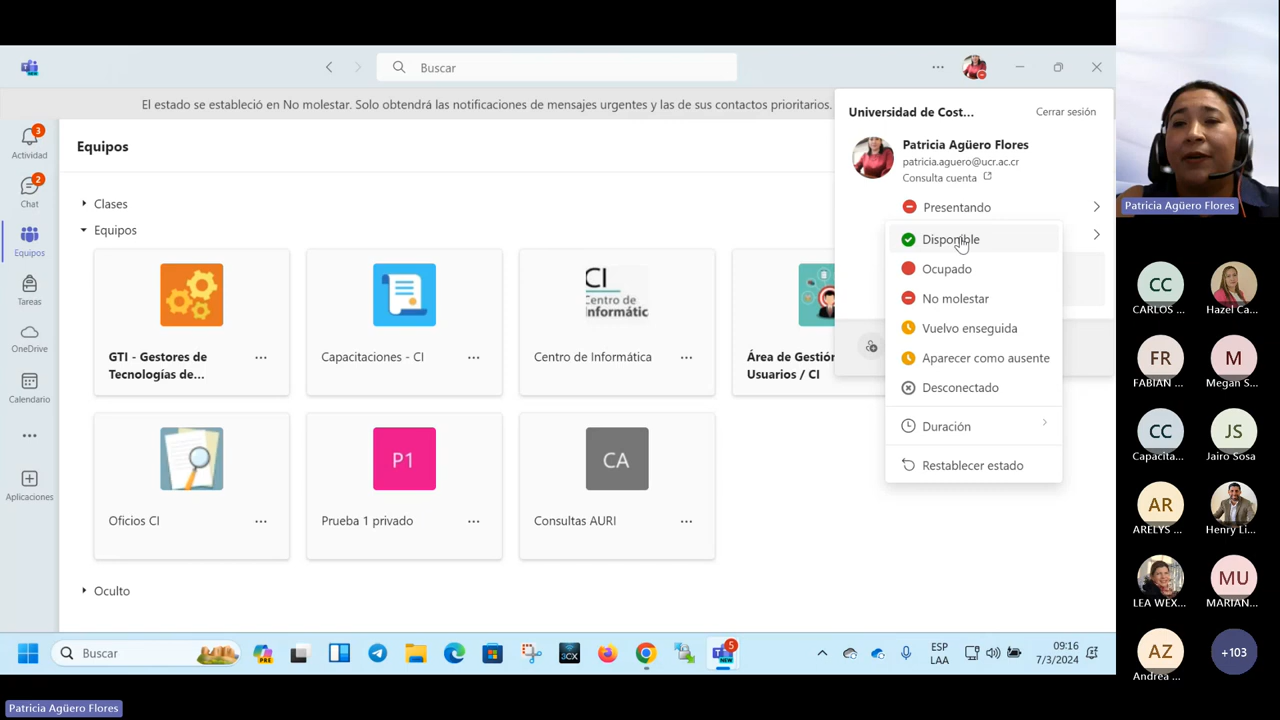 Buscar
El estado se estableció en No molestar. Solo obtendrá las notificaciones de mensajes urgentes y las de sus contactos prioritarios.
Universidad de Cost...
Cerrar sesión
Patricia Agüero Flores
patricia.aguero@ucr.ac.cr
Consulta cuenta
Presentando
Disponible
Ocupado
No molestar
Vuelvo enseguida
Aparecer como ausente
Desconectado
Duración
Restablecer estado
3
Actividad
2
Chat
Equipos
Tareas
OneDrive
Calendario
Aplicaciones
Equipos
Clases
Equipos
GTI - Gestores de
Tecnologías de...
Capacitaciones - CI
CI
Centro de
Informátic
Centro de Informática
Área de Gestión
Usuarios / CI
Oficios CI
P1
Prueba 1 privado
CA
Consultas AURI
Oculto
Buscar
PRE
3CX
NEW
5
ESP
LAA
09:16
7/3/2024
Patricia Agüero Flores
Patricia Agüero Flores
CC
CARLOS ...
Hazel Ca...
FR
FABIAN ...
M
Megan S...
CC
Capacita...
JS
Jairo Sosa
AR
ARELYS ...
Henry Li...
LEA WEX...
MU
MARIAN...
AZ
Andrea ...
+103